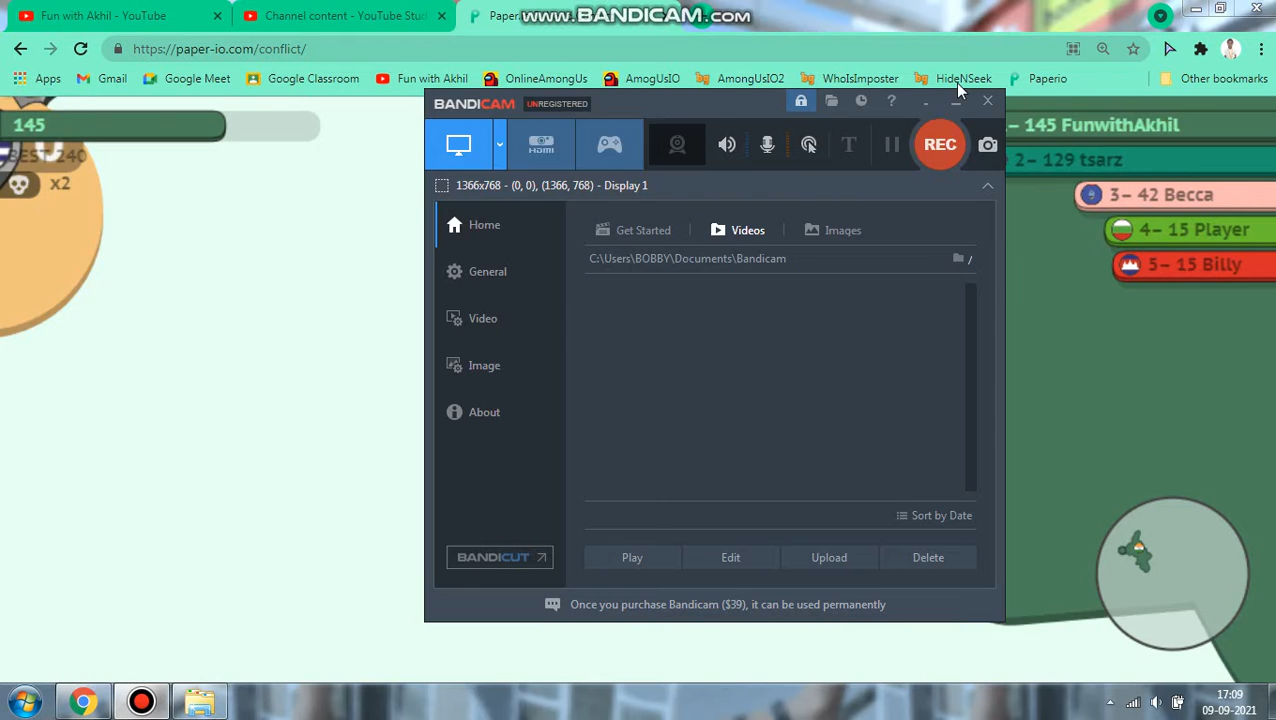 Fun with Akhil - YouTube
Channel content - YouTube Stud
Paper
www.BANDICAM.com
https://paper-io.com/conflict/
Apps
Gmail
Google Meet
Google Classroom
Fun with Akhil
OnlineAmongUs
AmogUsIO
AmongUSIO2
WhoIsImposter
HideNSeek
Paperio
Other bookmarks
145
BEST 240
x2
BANDICAM UNREGISTERED
?
HDMI
T
REC
1366x768 - (0, 0), (1366, 768) - Display 1
Home
General
Video
Image
About
BANDICUT
Get Started
Videos
Images
C:\Users\BOBBY\Documents\Bandicam
/
Sort by Date
Play
Edit
Upload
Delete
Once you purchase Bandicam ($39), it can be used permanently
– 145 FunwithAkhil
2– 129 tsarz
3– 42 Becca
4– 15 Player
5– 15 Billy
17:09
09-09-2021